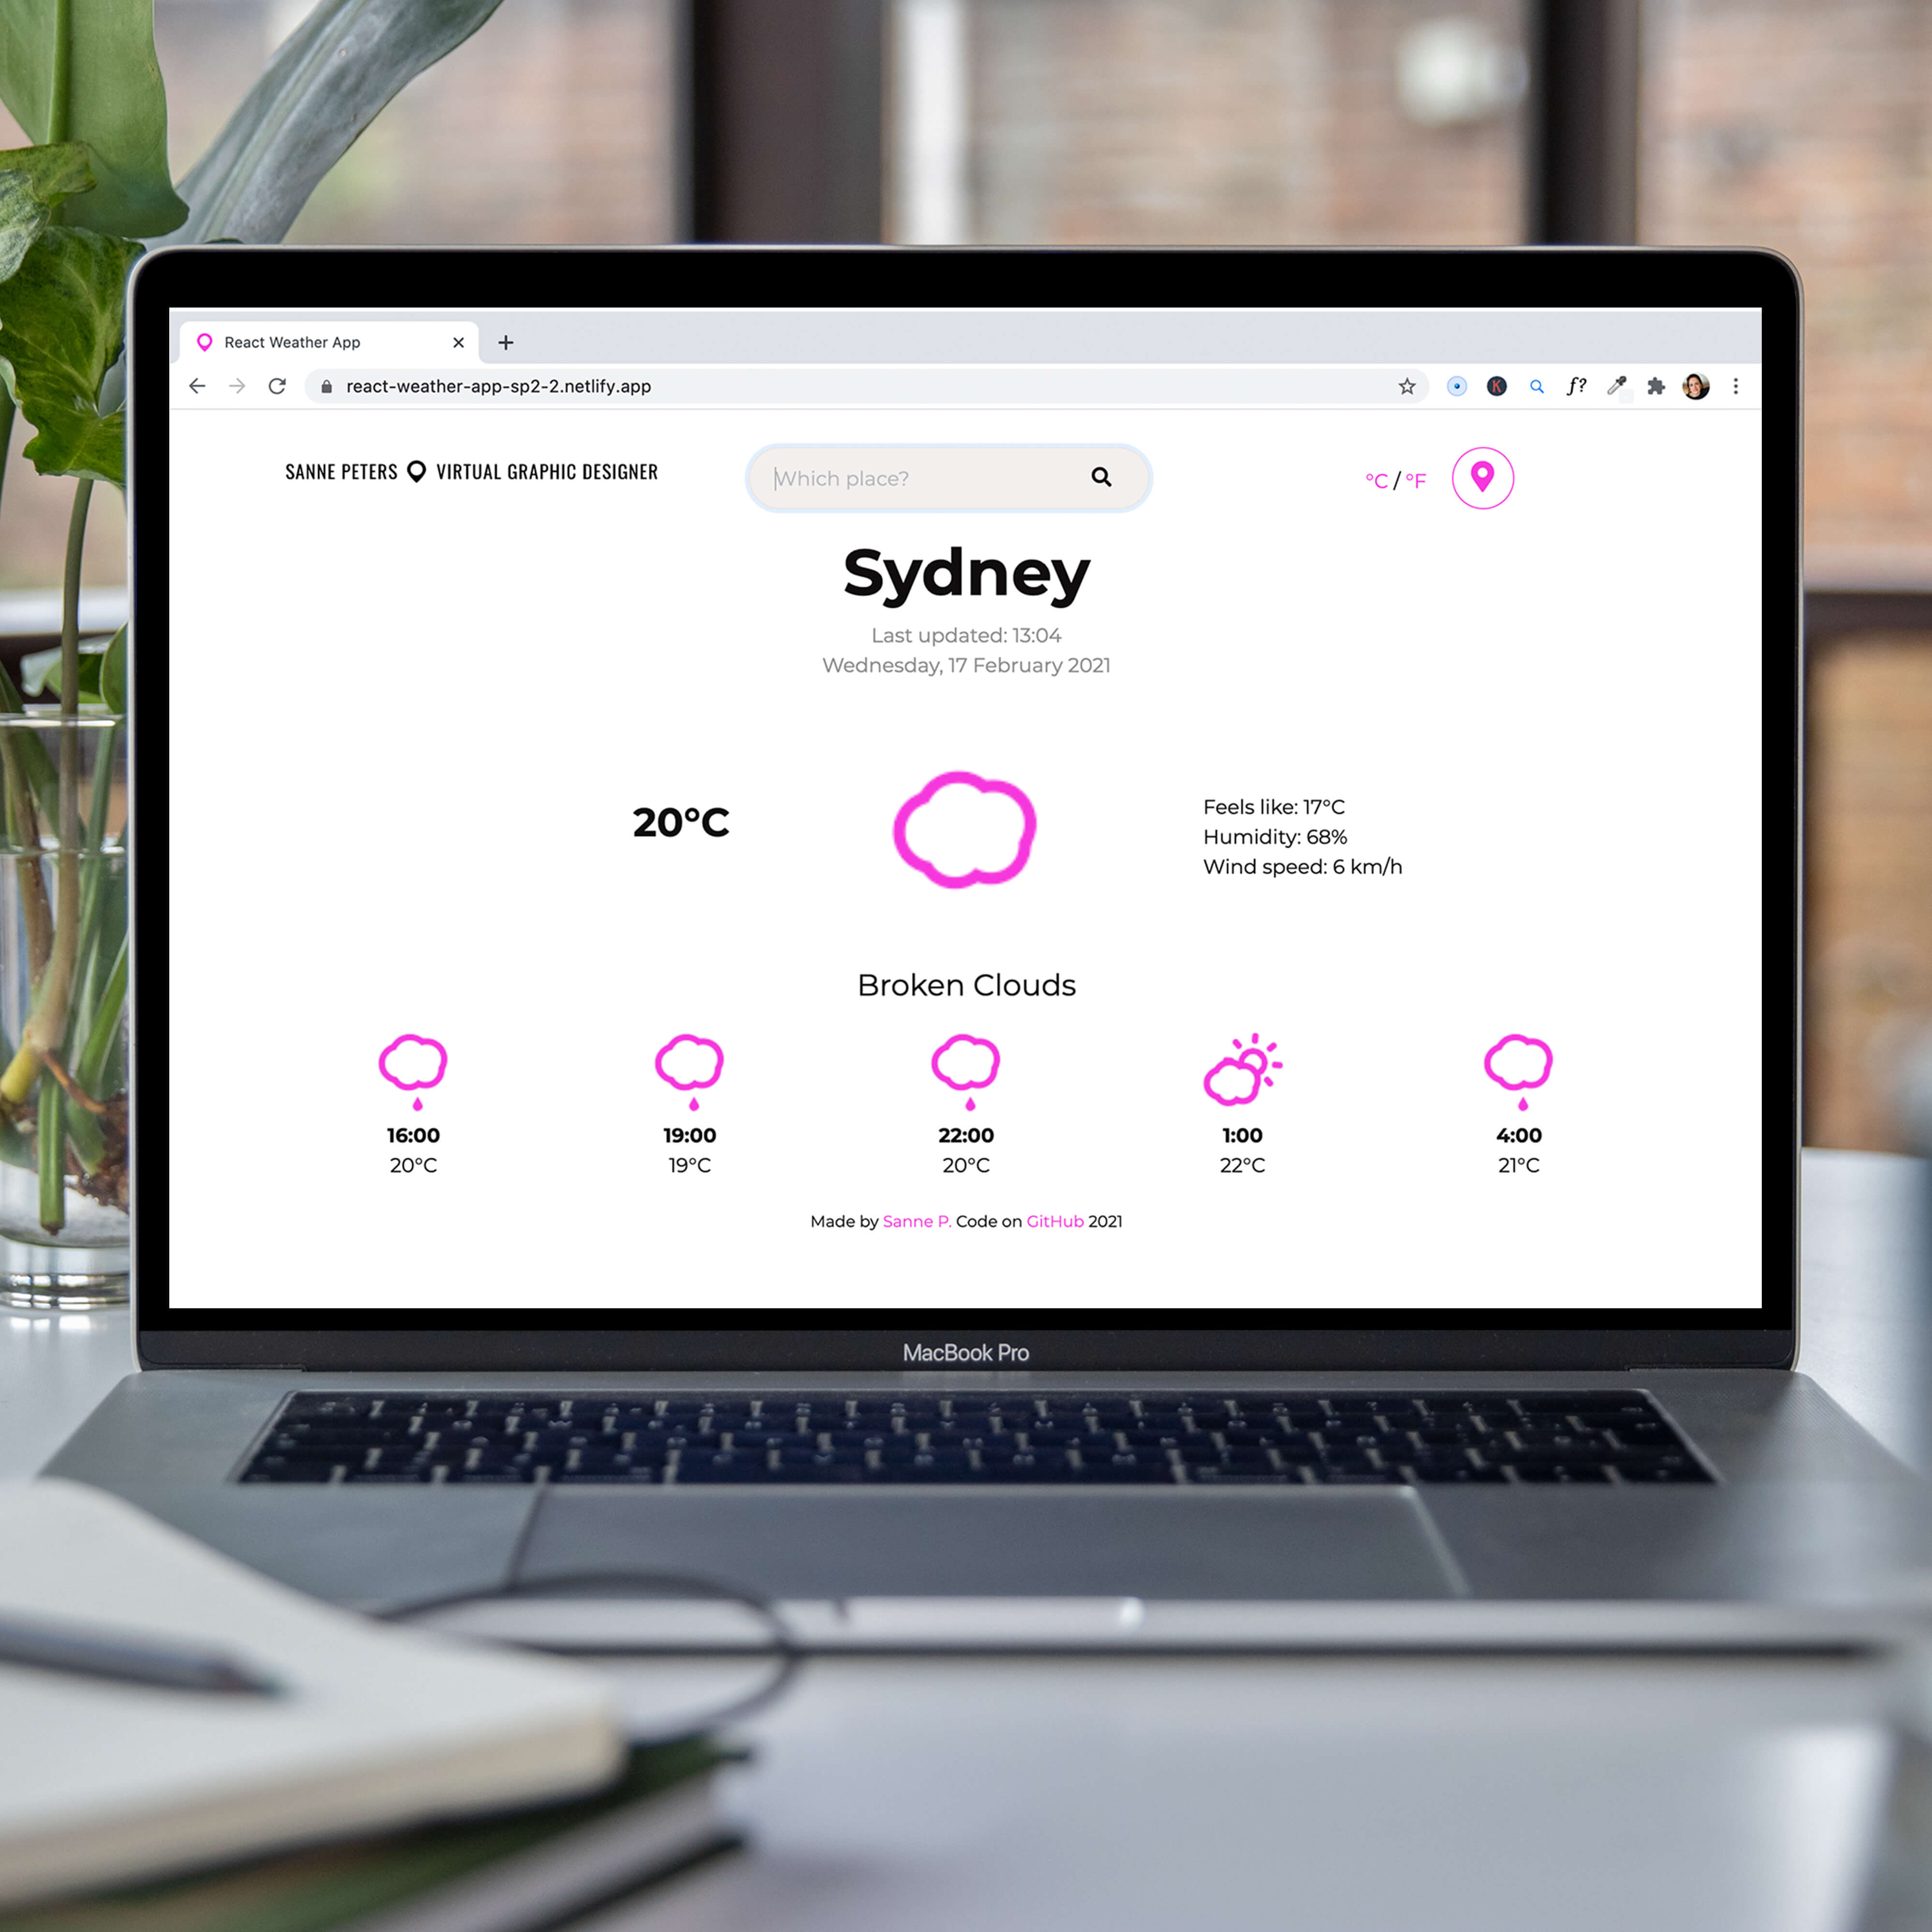 React Weather App
react-weather-app-sp2-2.netlify.app
f?
SANNE PETERS VIRTUAL GRAPHIC DESIGNER
Which place?
°C / °F
Sydney
Last updated: 13:04
Wednesday, 17 February 2021
20°C
Feels like: 17°C
Humidity: 68%
Wind speed: 6 km/h
Broken Clouds
16:00 19:00 22:00 1:00 4:00
20°C 19°C 20°C 22°C 21°C
Made by Sanne P. Code on GitHub 2021
MacBook Pro